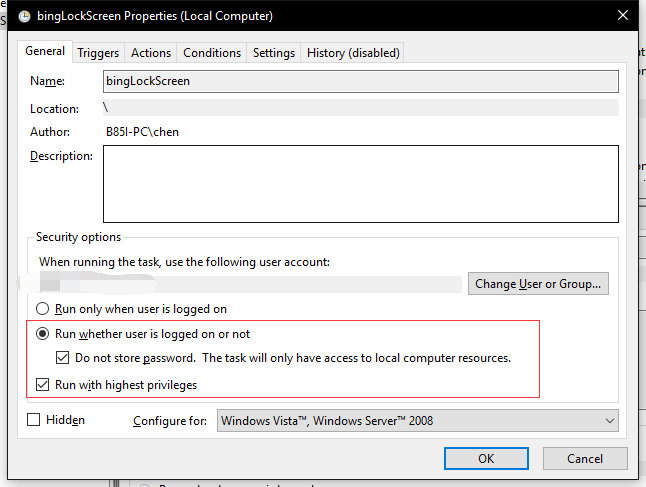 bingLockScreen Properties (Local Computer)
General Triggers Actions Conditions Settings History (disabled)
Name: bingLockScreen
Location: \
Author: B85I-PC\chen
Description:
Security options
When running the task, use the following user account:
Change User or Group...
Run only when user is logged on
Run whether user is logged on or not
Do not store password. The task will only have access to local computer resources.
Run with highest privileges
Hidden Configure for: Windows Vista™, Windows Server™ 2008
OK Cancel